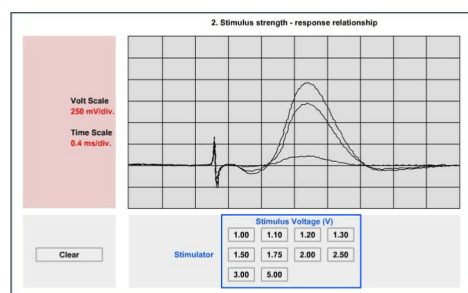 2. Stimulus strength - response relationship
Volt Scale
250 mV/div.
Time Scale
0.4 ms/div.
Stimulus Voltage (V)
1.00 1.10 1.20 1.30
Clear
Stimulator
1.50 1.75 2.00 2.50
3.00 5.00